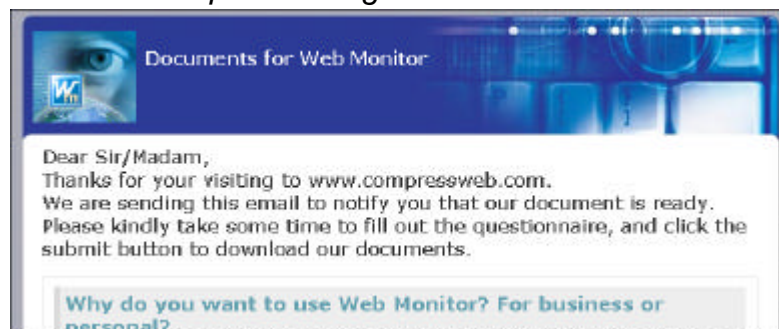 Documents for Web Monitor
Dear Sir/Madam,
Thanks for your visiting to www.compressweb.com.
We are sending this email to notify you that our document is ready.
Please kindly take some time to fill out the questionnaire, and click the
submit button to download our documents.
Why do you want to use Web Monitor? For business or
personal?